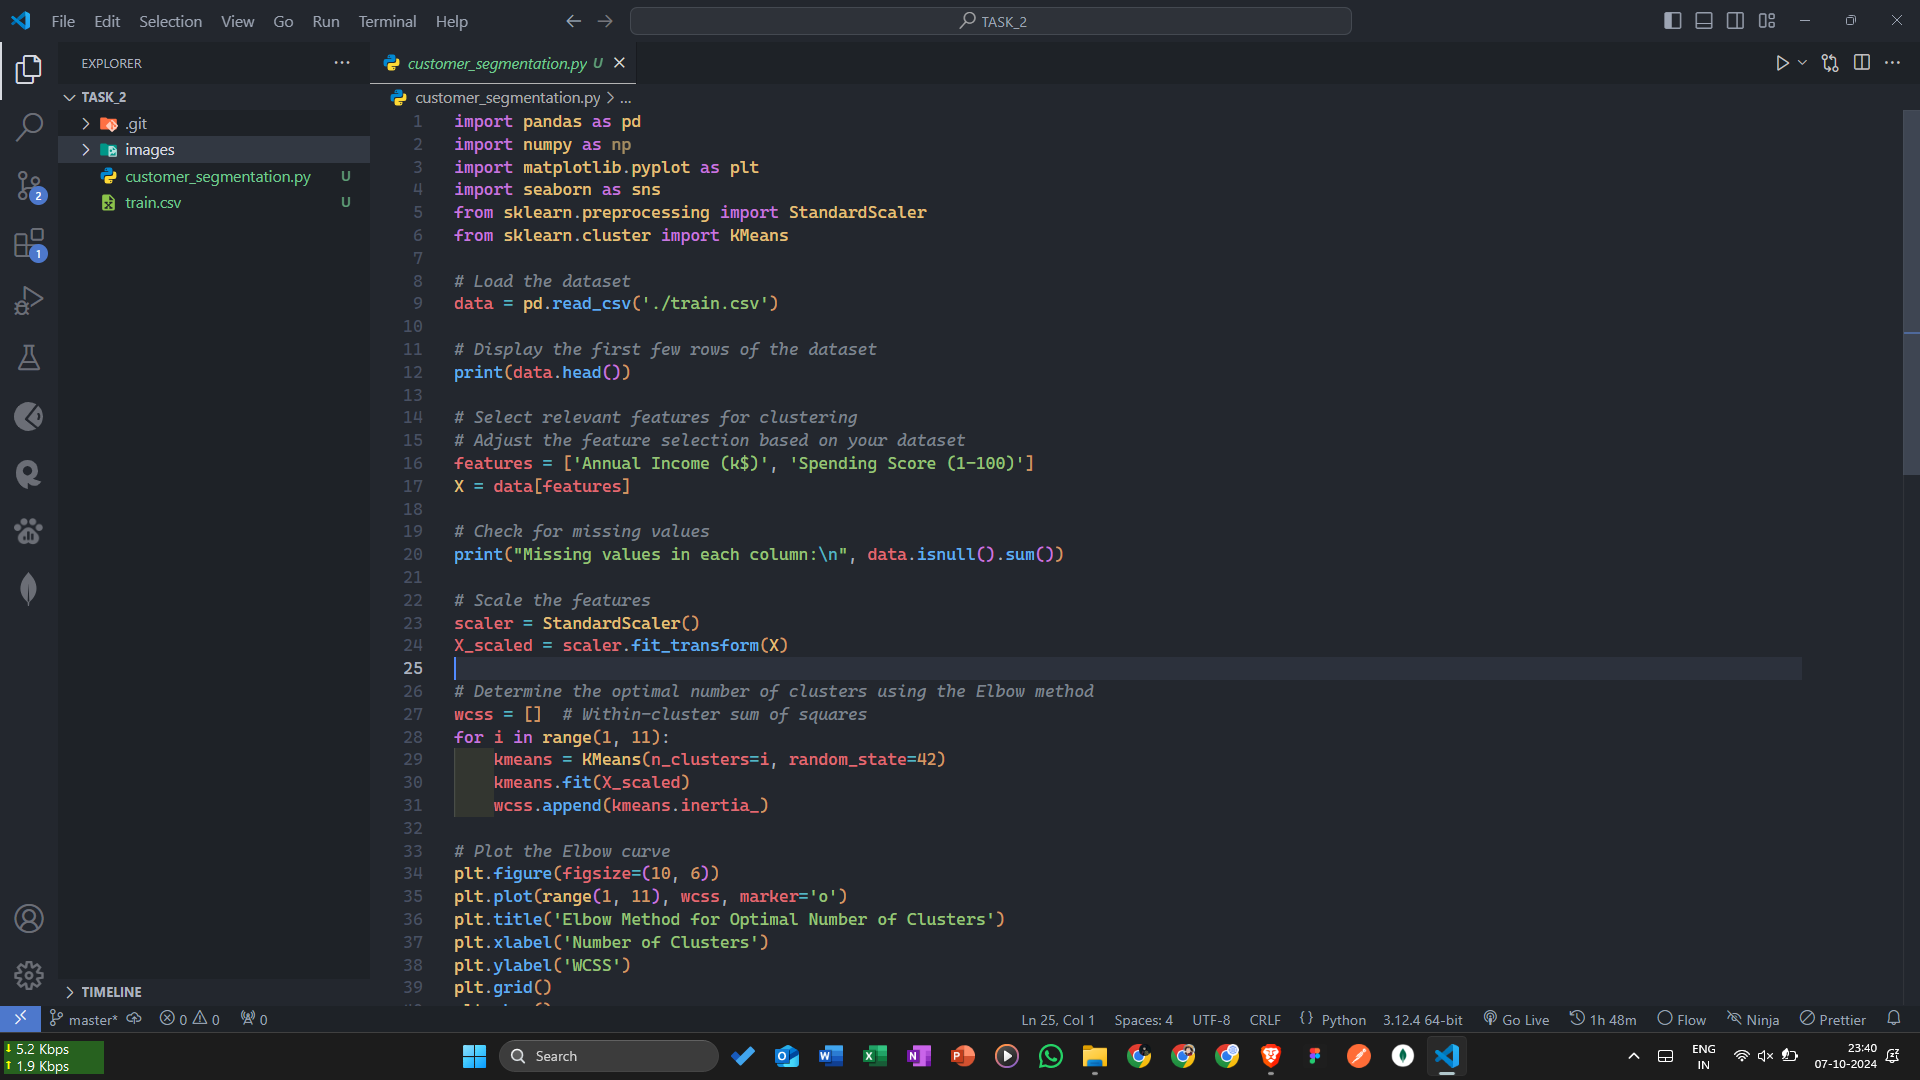 File Edit Selection View Go Run Terminal Help
TASK_2
EXPLORER
TASK_2
.git
images
customer_segmentation.py U
train.csv U
TIMELINE
2
1
customer_segmentation.py U
customer_segmentation.py > ...
1 import pandas as pd
2 import numpy as np
3 import matplotlib.pyplot as plt
4 import seaborn as sns
5 from sklearn.preprocessing import StandardScaler
6 from sklearn.cluster import KMeans
7
8 # Load the dataset
9 data = pd.read_csv('./train.csv')
10
11 # Display the first few rows of the dataset
12 print(data.head())
13
14 # Select relevant features for clustering
15 # Adjust the feature selection based on your dataset
16 features = ['Annual Income (k$)', 'Spending Score (1-100)']
17 X = data[features]
18
19 # Check for missing values
20 print("Missing values in each column:\n", data.isnull().sum())
21
22 # Scale the features
23 scaler = StandardScaler()
24 X_scaled = scaler.fit_transform(X)
25
26 # Determine the optimal number of clusters using the Elbow method
27 wcss = []  # Within-cluster sum of squares
28 for i in range(1, 11):
29     kmeans = KMeans(n_clusters=i, random_state=42)
30     kmeans.fit(X_scaled)
31     wcss.append(kmeans.inertia_)
32
33 # Plot the Elbow curve
34 plt.figure(figsize=(10, 6))
35 plt.plot(range(1, 11), wcss, marker='o')
36 plt.title('Elbow Method for Optimal Number of Clusters')
37 plt.xlabel('Number of Clusters')
38 plt.ylabel('WCSS')
39 plt.grid()
master* 0 0 0 Ln 25, Col 1 Spaces: 4 UTF-8 CRLF {} Python 3.12.4 64-bit Go Live 1h 48m Flow Ninja Prettier
5.2 Kbps
1.9 Kbps
Search
ENG
IN
23:40
07-10-2024